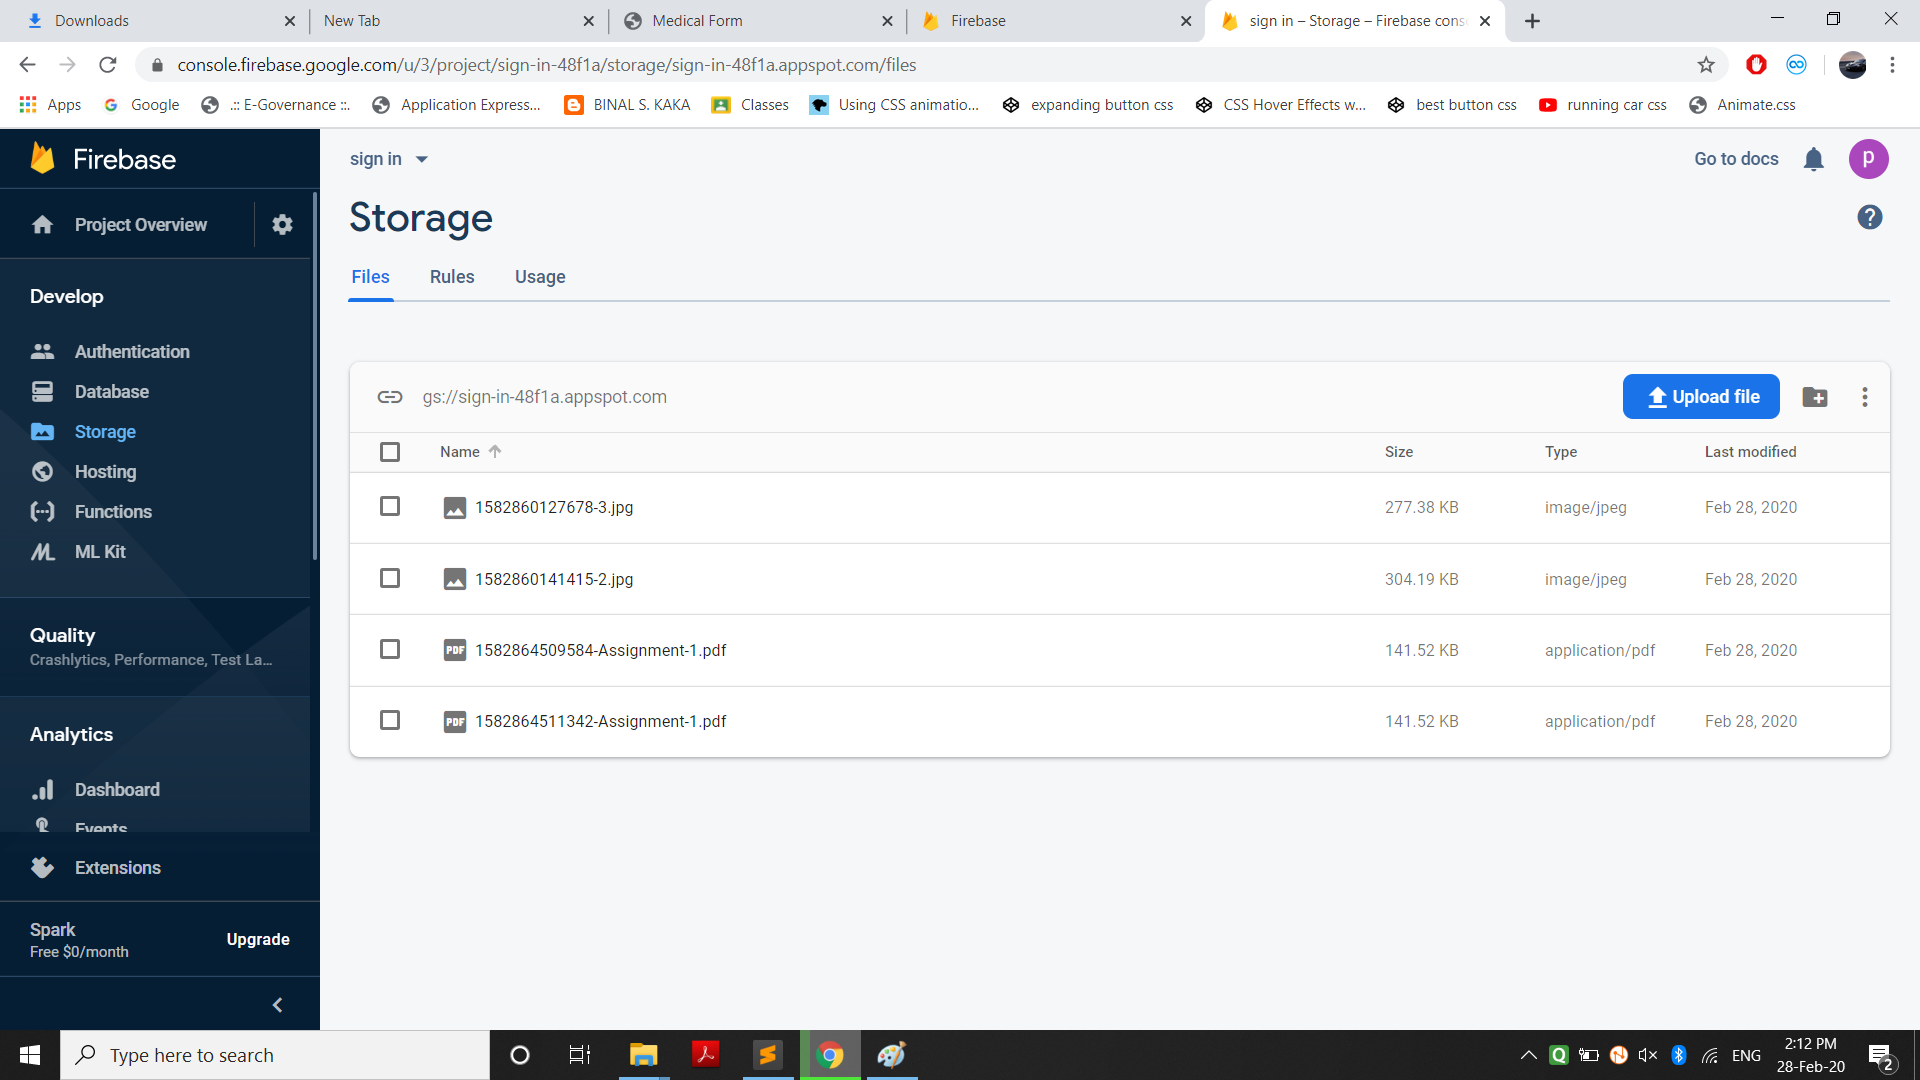 Downloads
New Tab
Medical Form
Firebase
sign in – Storage – Firebase cons
console.firebase.google.com/u/3/project/sign-in-48f1a/storage/sign-in-48f1a.appspot.com/files
Apps
Google
.:: E-Governance ::.
Application Express...
BINAL S. KAKA
Classes
Using CSS animatio...
expanding button css
CSS Hover Effects w...
best button css
running car css
Animate.css
Firebase
Project Overview
Develop
Authentication
Database
Storage
Hosting
Functions
ML Kit
Quality
Crashlytics, Performance, Test La...
Analytics
Dashboard
Events
Extensions
Spark
Free $0/month
Upgrade
sign in
Go to docs
p
Storage
Files
Rules
Usage
gs://sign-in-48f1a.appspot.com
Upload file
Name
Size
Type
Last modified
1582860127678-3.jpg
277.38 KB
image/jpeg
Feb 28, 2020
1582860141415-2.jpg
304.19 KB
image/jpeg
Feb 28, 2020
PDF
1582864509584-Assignment-1.pdf
141.52 KB
application/pdf
Feb 28, 2020
PDF
1582864511342-Assignment-1.pdf
141.52 KB
application/pdf
Feb 28, 2020
Type here to search
ENG
2:12 PM
28-Feb-20
2